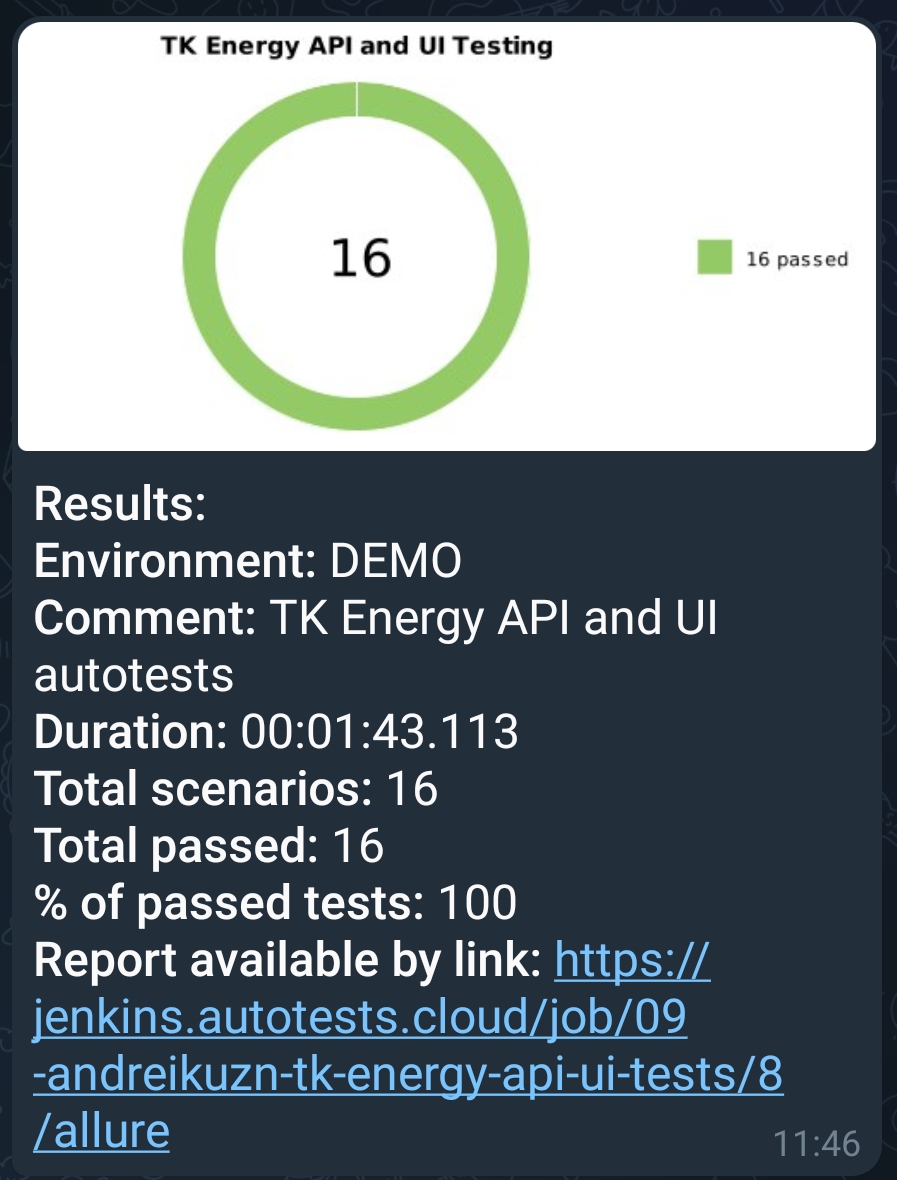 TK Energy API and UI Testing
16
16 passed
Results:
Environment: DEMO
Comment: TK Energy API and UI
autotests
Duration: 00:01:43.113
Total scenarios: 16
Total passed: 16
% of passed tests: 100
Report available by link: https://
jenkins.autotests.cloud/job/09
-andreikuzn-tk-energy-api-ui-tests/8
/allure
11:46